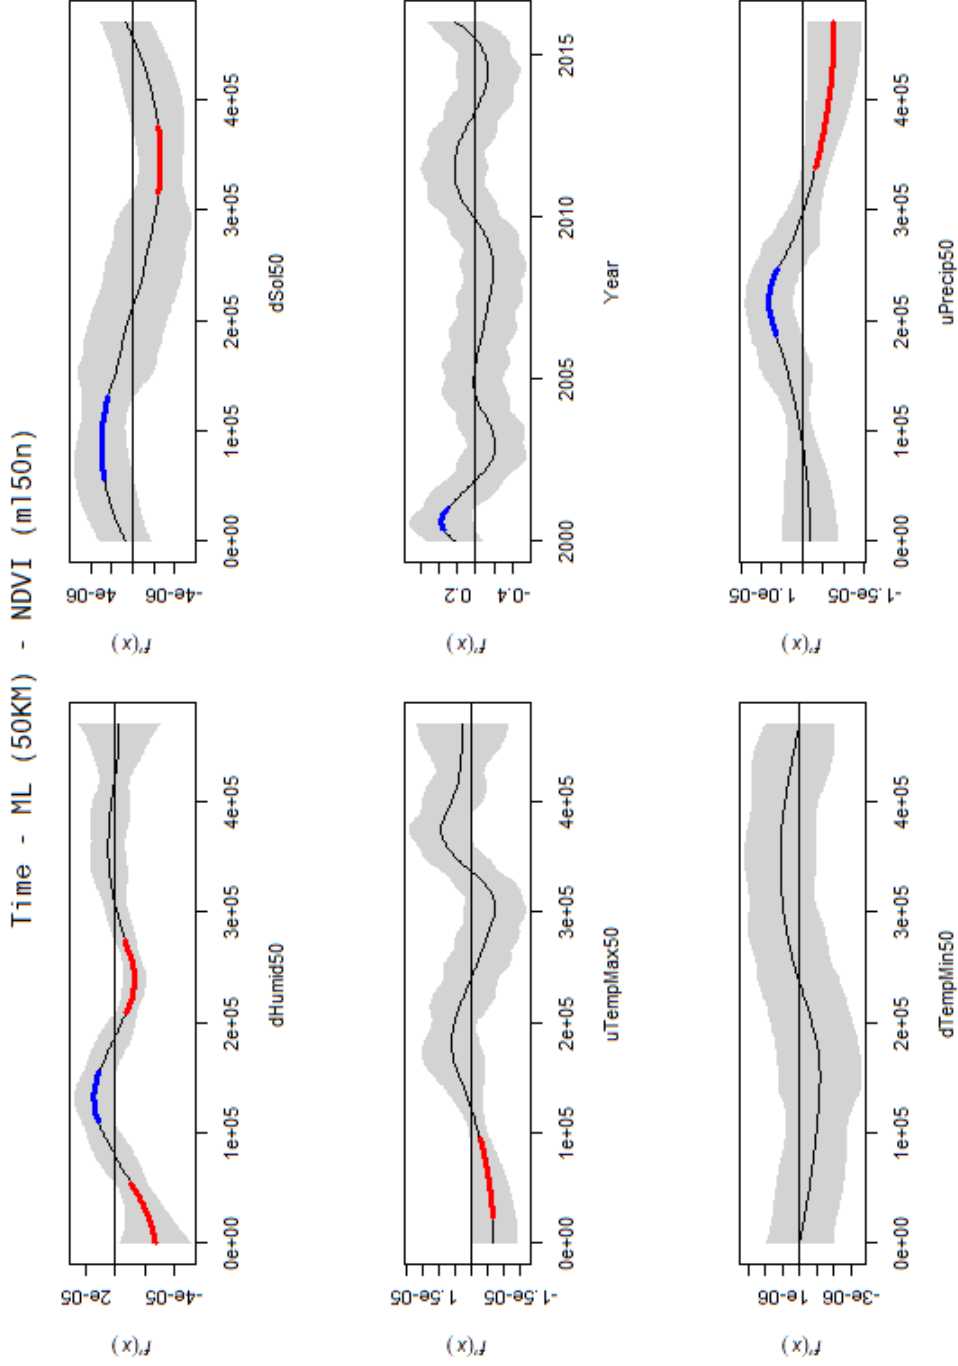 Time - ML (50KM) - NDVI (ml50n)
f'(x)
-4e-05 2e-05
0e+00 1e+05 2e+05 3e+05 4e+05
dHumid50
f'(x)
-4e-06 4e-06
0e+00 1e+05 2e+05 3e+05 4e+05
dSol50
f'(x)
-1.5e-05 1.5e-05
0e+00 1e+05 2e+05 3e+05 4e+05
uTempMax50
f'(x)
-0.4 0.2
2000 2005 2010 2015
Year
f'(x)
-3e-06 1e-06
0e+00 1e+05 2e+05 3e+05 4e+05
dTempMin50
f'(x)
-1.5e-05 1.0e-05
0e+00 1e+05 2e+05 3e+05 4e+05
uPrecip50